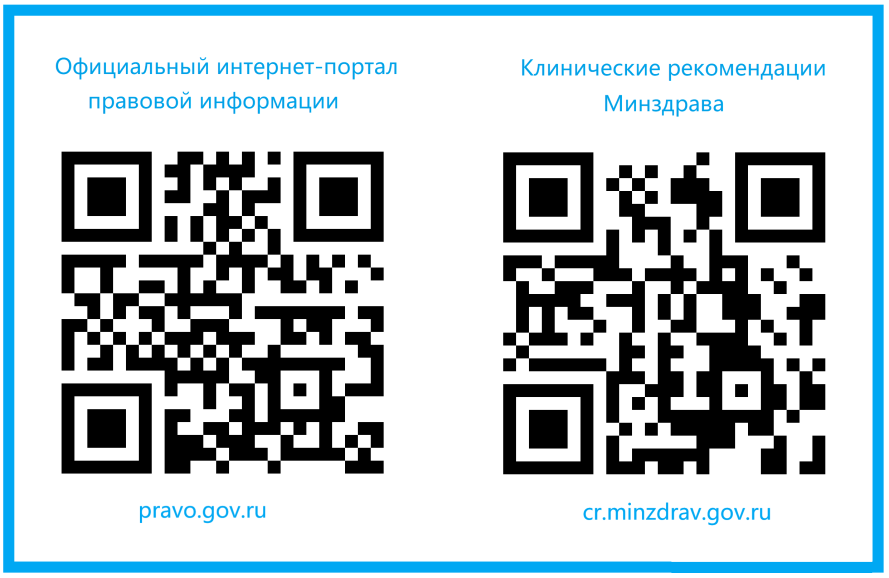 Официальный интернет-портал
правовой информации
pravo.gov.ru
Клинические рекомендации
Минздрава
cr.minzdrav.gov.ru